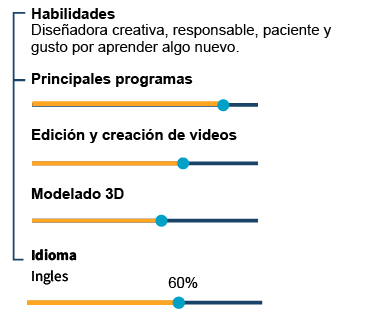 Habilidades
Diseñadora creativa, responsable, paciente y
gusto por aprender algo nuevo.
Principales programas
Edición y creación de videos
Modelado 3D
Idioma
Ingles
60%